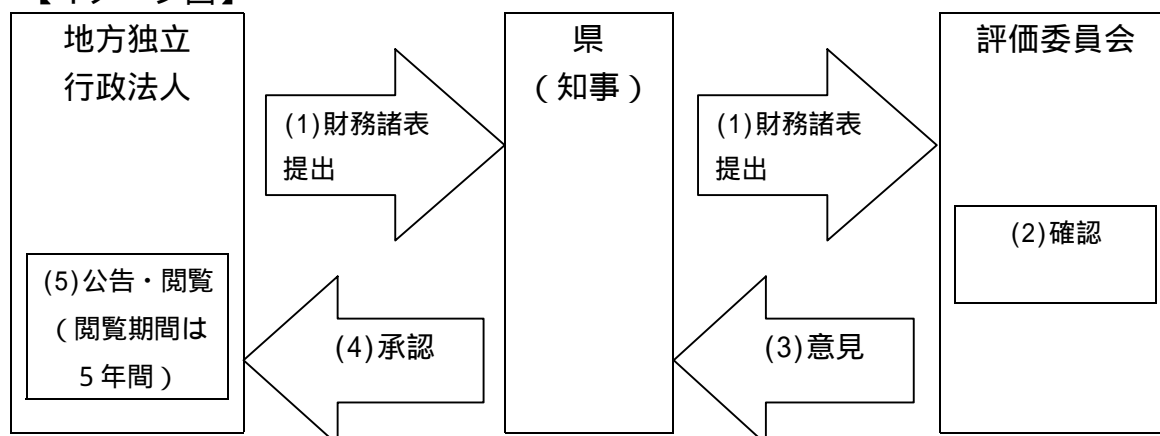 地方独立
行政法人
県
（知事）
評価委員会
(1)財務諸表
提出
(1)財務諸表
提出
(2)確認
(5)公告・閲覧
（閲覧期間は
５年間）
(4)承認
(3)意見